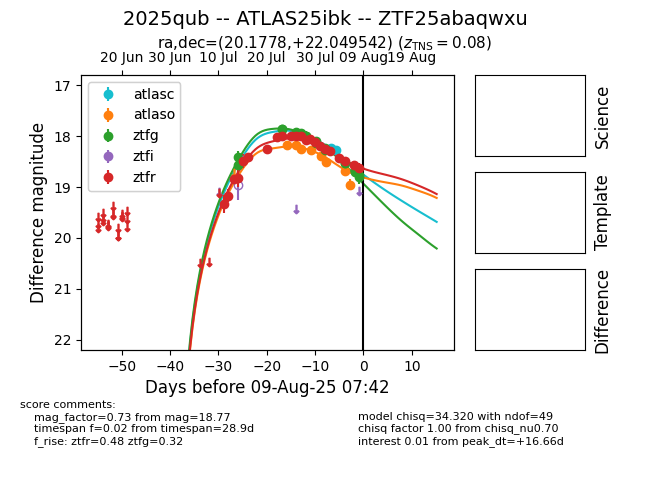 2025qub -- ATLAS25ibk -- ZTF25abaqwxu
ra,dec=(20.1778,+22.049542) (z_TNS = 0.08)
20 Jun 30 Jun 10 Jul 20 Jul 30 Jul 09 Aug 19 Aug
17
18
19
20
21
22
Difference magnitude
atlasc
atlaso
ztfg
ztfi
ztfr
−50 −40 −30 −20 −10 0 10
Days before 09-Aug-25 07:42
Science
Template
Difference
score comments:
mag_factor=0.73 from mag=18.77
timespan f=0.02 from timespan=28.9d
f_rise: ztfr=0.48 ztfg=0.32
model chisq=34.320 with ndof=49
chisq factor 1.00 from chisq_nu0.70
interest 0.01 from peak_dt=+16.66d